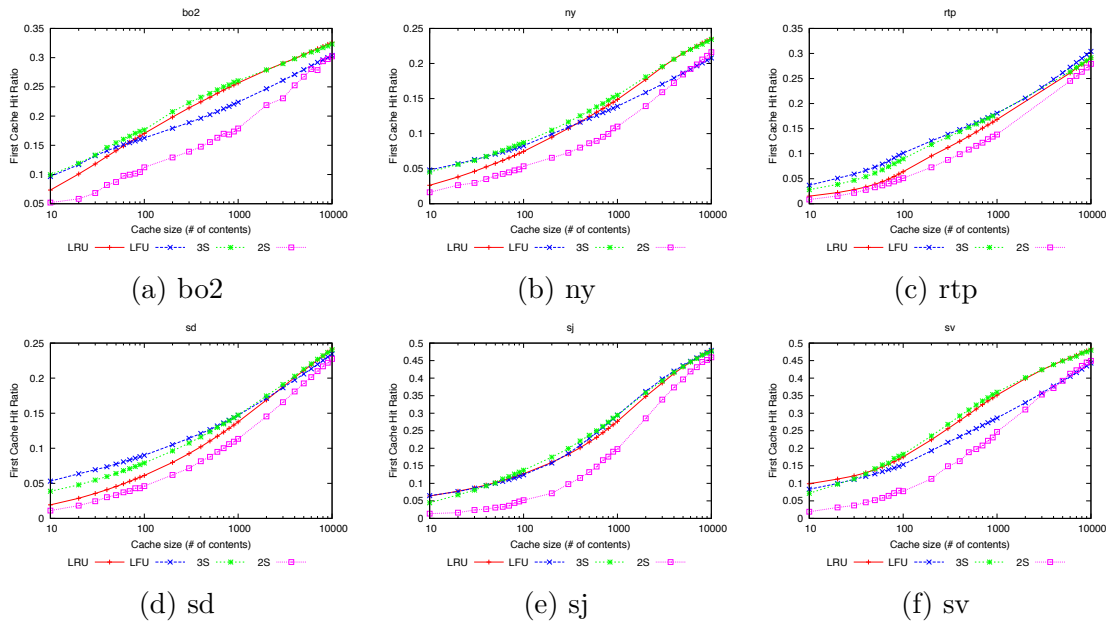 bo2
First Cache Hit Ratio
0.35
0.3
0.25
0.2
0.15
0.1
0.05
10 100 1000 10000
Cache size (# of contents)
LRU LFU 3S 2S
(a) bo2
ny
First Cache Hit Ratio
0.25
0.2
0.15
0.1
0.05
0
10 100 1000 10000
Cache size (# of contents)
LRU LFU 3S 2S
(b) ny
rtp
First Cache Hit Ratio
0.35
0.3
0.25
0.2
0.15
0.1
0.05
0
10 100 1000 10000
Cache size (# of contents)
LRU LFU 3S 2S
(c) rtp
sd
First Cache Hit Ratio
0.25
0.2
0.15
0.1
0.05
0
10 100 1000 10000
Cache size (# of contents)
LRU LFU 3S 2S
(d) sd
sj
First Cache Hit Ratio
0.5
0.45
0.4
0.35
0.3
0.25
0.2
0.15
0.1
0.05
0
10 100 1000 10000
Cache size (# of contents)
LRU LFU 3S 2S
(e) sj
sv
First Cache Hit Ratio
0.5
0.45
0.4
0.35
0.3
0.25
0.2
0.15
0.1
0.05
0
10 100 1000 10000
Cache size (# of contents)
LRU LFU 3S 2S
(f) sv